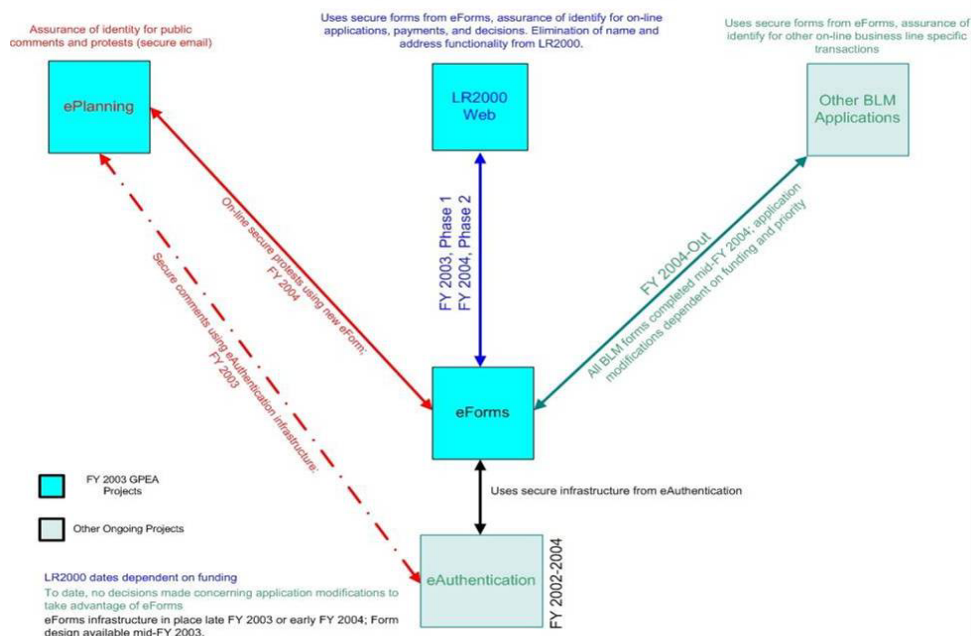 Assurance of identity for public
comments and protests (secure email)
Uses secure forms from eForms, assurance of identify for on-line
applications, payments, and decisions. Elimination of name and
address functionality from LR2000.
Uses secure forms from eForms, assurance of
identify for other on-line business line specific
transactions
ePlanning
LR2000
Web
Other BLM
Applications
On-line secure protests using new eForm;
FY 2004
Secure comments using eAuthentication infrastructure;
FY 2003
FY 2003, Phase 1
FY 2004, Phase 2
FY 2004-Out
All BLM forms completed mid-FY 2004; application
modifications dependent on funding and priority
eForms
Uses secure infrastructure from eAuthentication
FY 2003 GPEA
Projects
Other Ongoing Projects
eAuthentication
FY 2002-2004
LR2000 dates dependent on funding
To date, no decisions made concerning application modifications to
take advantage of eForms
eForms infrastructure in place late FY 2003 or early FY 2004; Form
design available mid-FY 2003.